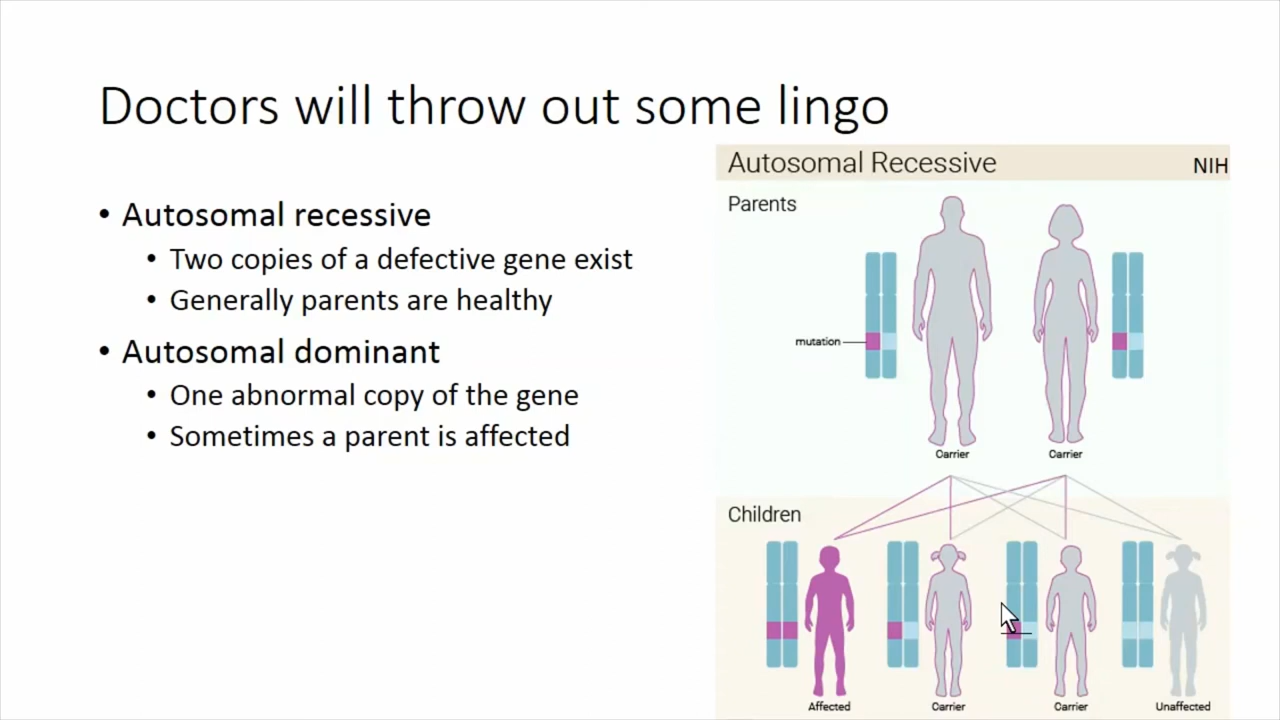 Doctors will throw out some lingo
• Autosomal recessive
• Two copies of a defective gene exist
• Generally parents are healthy
• Autosomal dominant
• One abnormal copy of the gene
• Sometimes a parent is affected
Autosomal Recessive NIH
Parents
mutation
Carrier Carrier
Children
Affected Carrier Carrier Unaffected